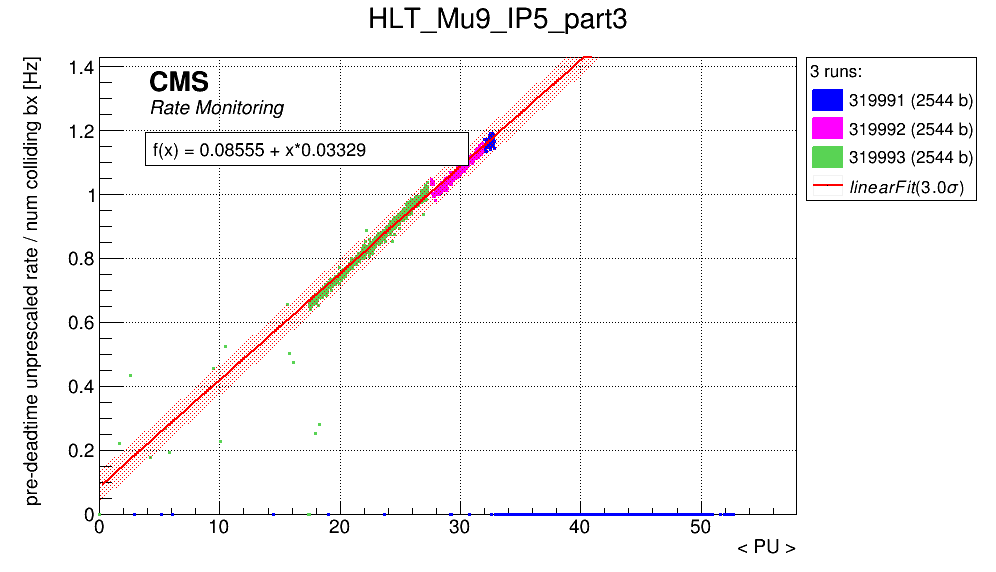 HLT_Mu9_IP5_part3
pre-deadtime unprescaled rate / num colliding bx [Hz]
CMS
Rate Monitoring
f(x) = 0.08555 + x*0.03329
1.4
1.2
1
0.8
0.6
0.4
0.2
0
0 10 20 30 40 50
< PU >
3 runs:
319991 (2544 b)
319992 (2544 b)
319993 (2544 b)
linearFit(3.0σ)